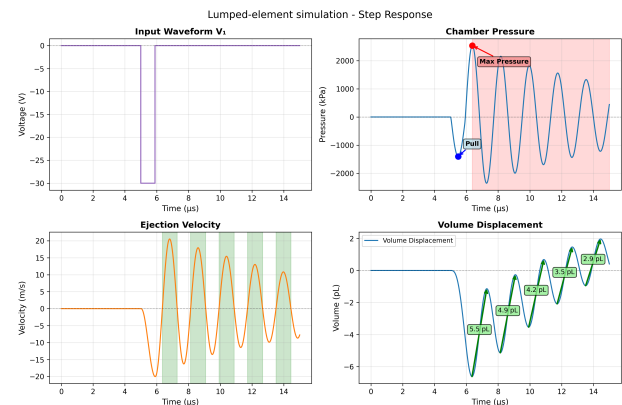 Lumped-element simulation - Step Response
Input Waveform V₁
Voltage (V)
0
−5
−10
−15
−20
−25
−30
0 2 4 6 8 10 12 14
Time (µs)
Chamber Pressure
Pressure (kPa)
2000
1000
0
−1000
−2000
Max Pressure
Pull
0 2 4 6 8 10 12 14
Time (µs)
Ejection Velocity
Velocity (m/s)
20
15
10
5
0
−5
−10
−15
−20
0 2 4 6 8 10 12 14
Time (µs)
Volume Displacement
Volume (pL)
2
0
−2
−4
−6
Volume Displacement
5.5 pL
4.9 pL
4.2 pL
3.5 pL
2.9 pL
0 2 4 6 8 10 12 14
Time (µs)